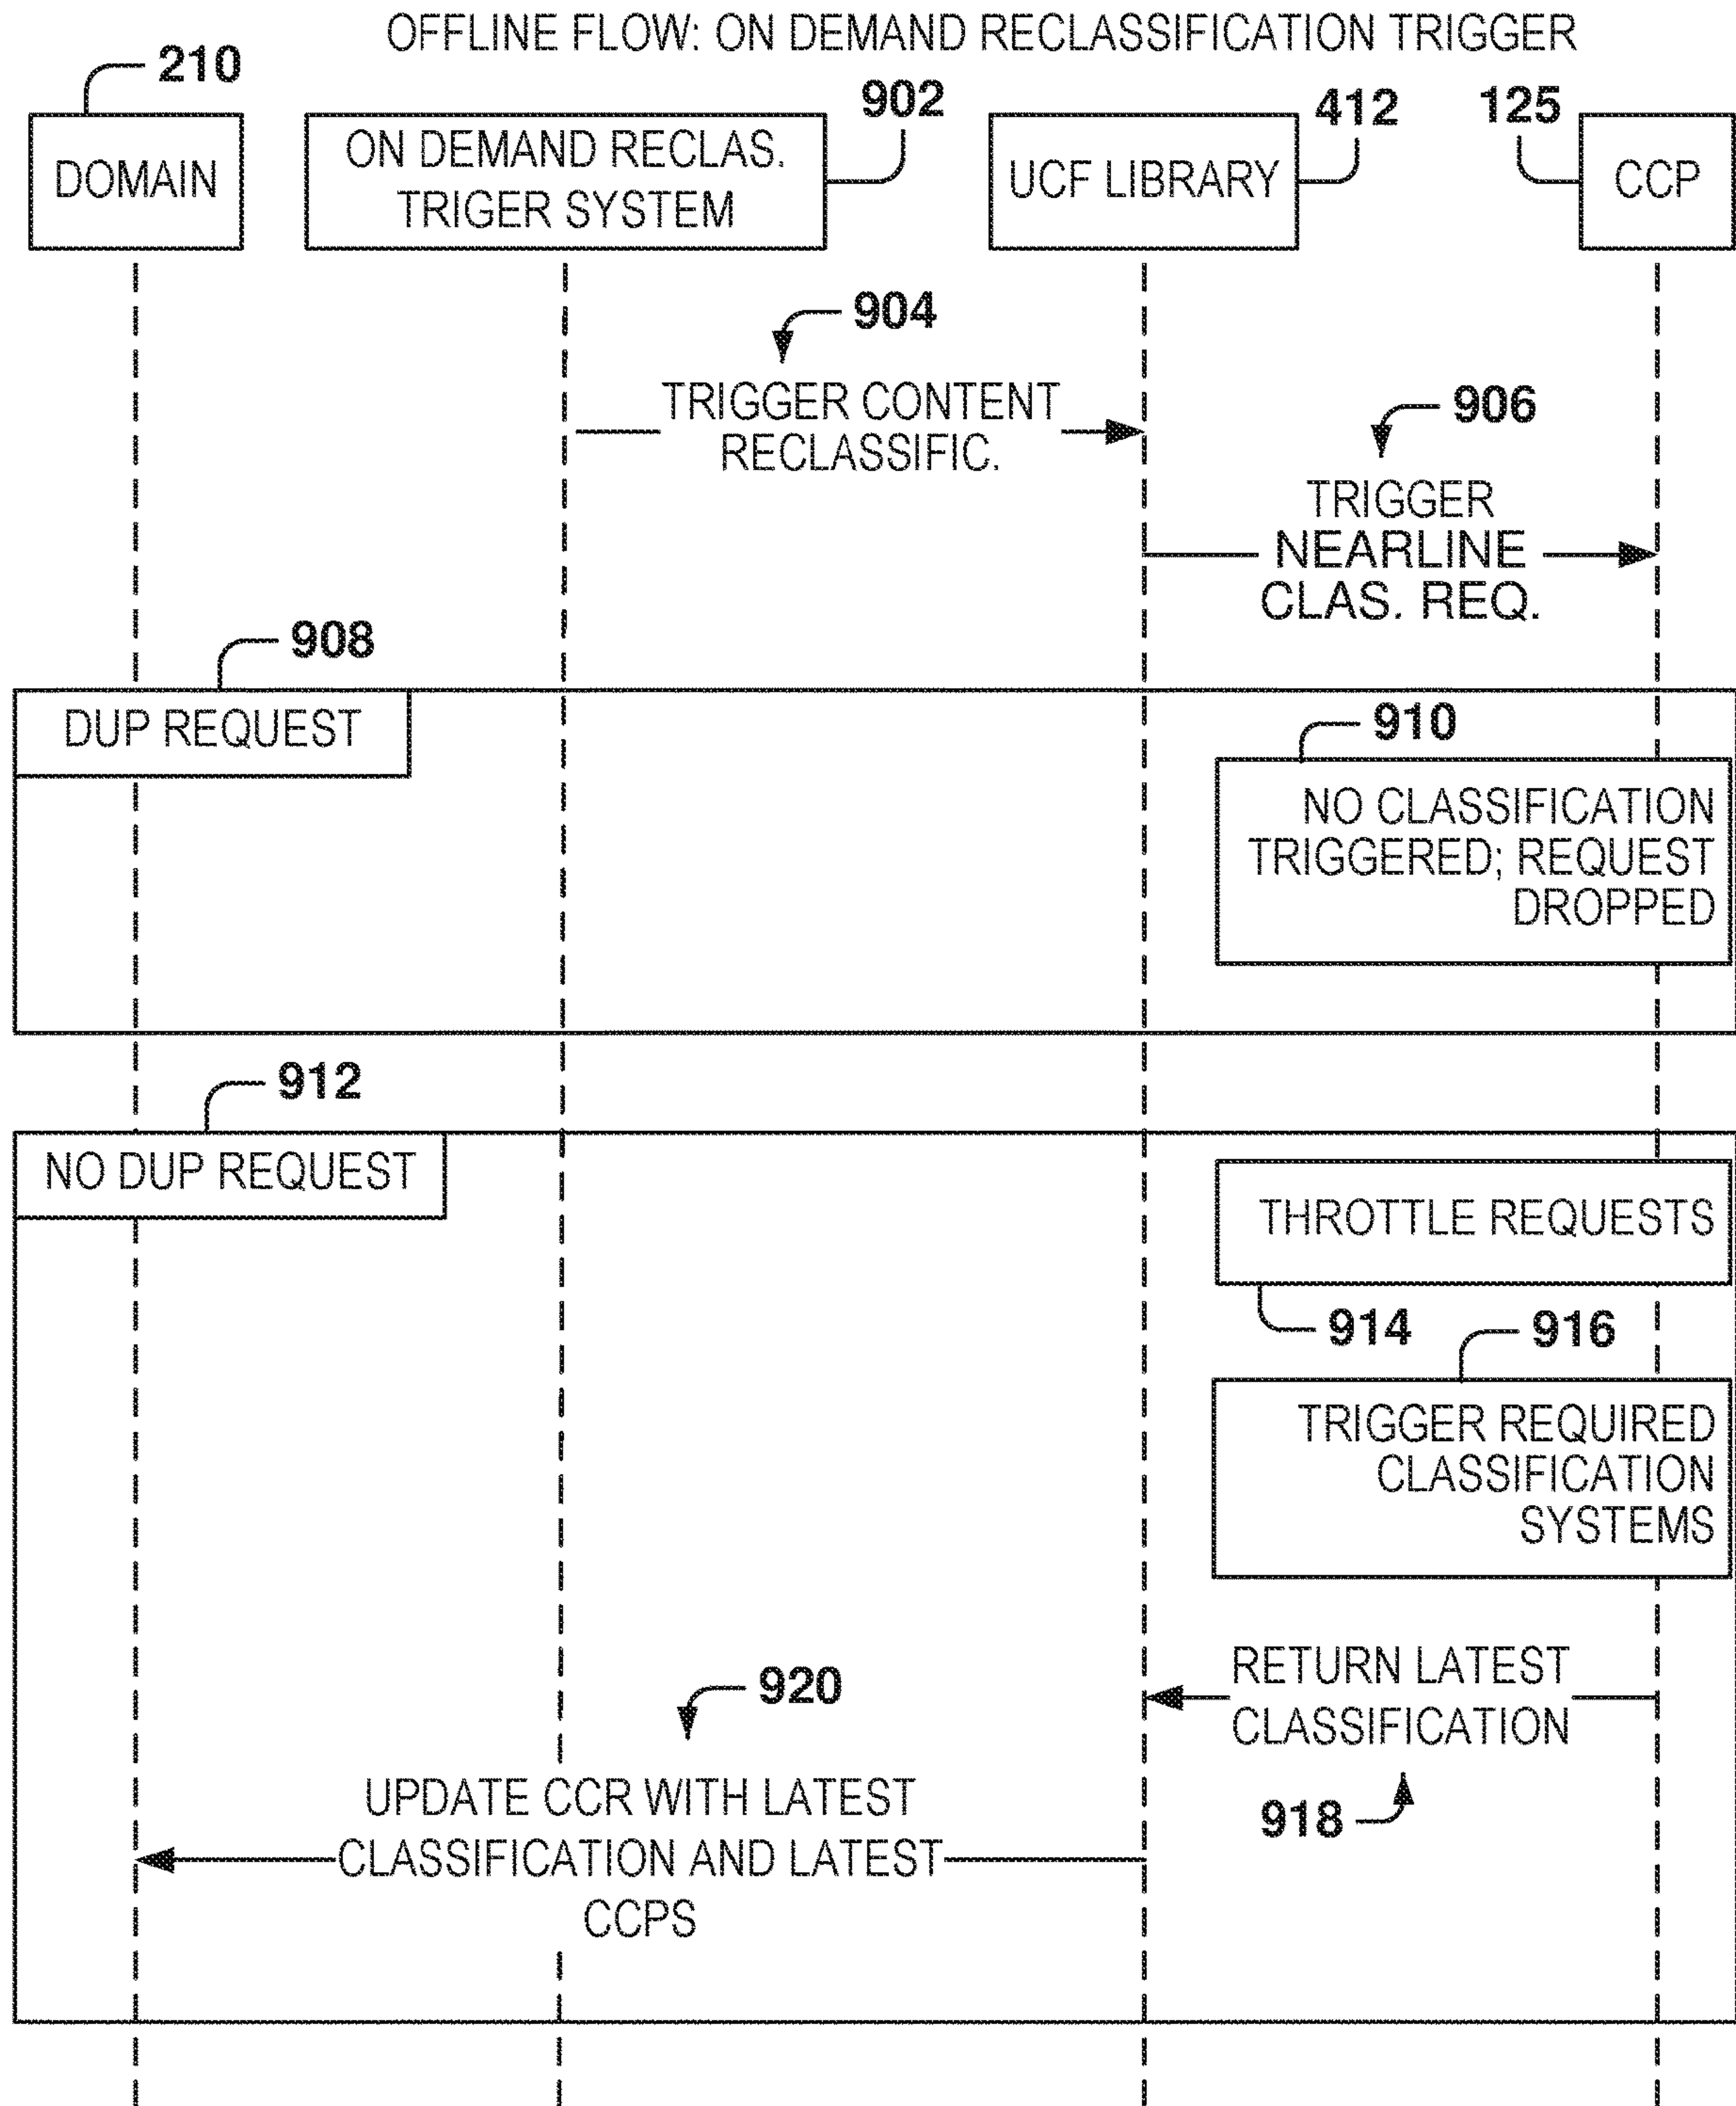 OFFLINE FLOW: ON DEMAND RECLASSIFICATION TRIGGER
210
902
412
125
DOMAIN
ON DEMAND RECLAS.
TRIGER SYSTEM
UCF LIBRARY
CCP
904
TRIGGER CONTENT
RECLASSIFIC.
906
TRIGGER
NEARLINE
CLAS. REQ.
908
DUP REQUEST
910
NO CLASSIFICATION
TRIGGERED; REQUEST
DROPPED
912
NO DUP REQUEST
THROTTLE REQUESTS
914
916
TRIGGER REQUIRED
CLASSIFICATION
SYSTEMS
RETURN LATEST
CLASSIFICATION
918
920
UPDATE CCR WITH LATEST
CLASSIFICATION AND LATEST
CCPS